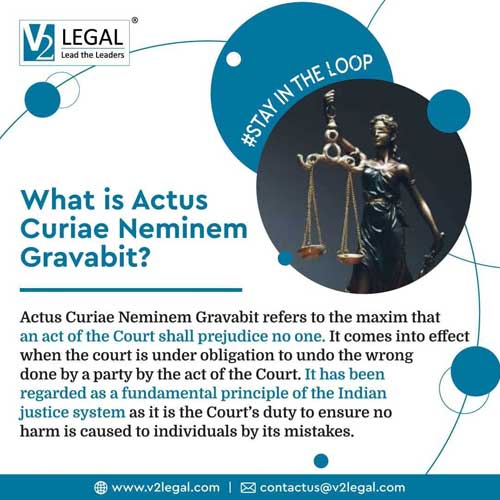 V2 LEGAL ®
Lead the Leaders
#STAY IN THE LOOP
What is Actus
Curiae Neminem
Gravabit?
Actus Curiae Neminem Gravabit refers to the maxim that
an act of the Court shall prejudice no one. It comes into effect
when the court is under obligation to undo the wrong
done by a party by the act of the Court. It has been
regarded as a fundamental principle of the Indian
justice system as it is the Court's duty to ensure no
harm is caused to individuals by its mistakes.
www.v2legal.com | contactus@v2legal.com